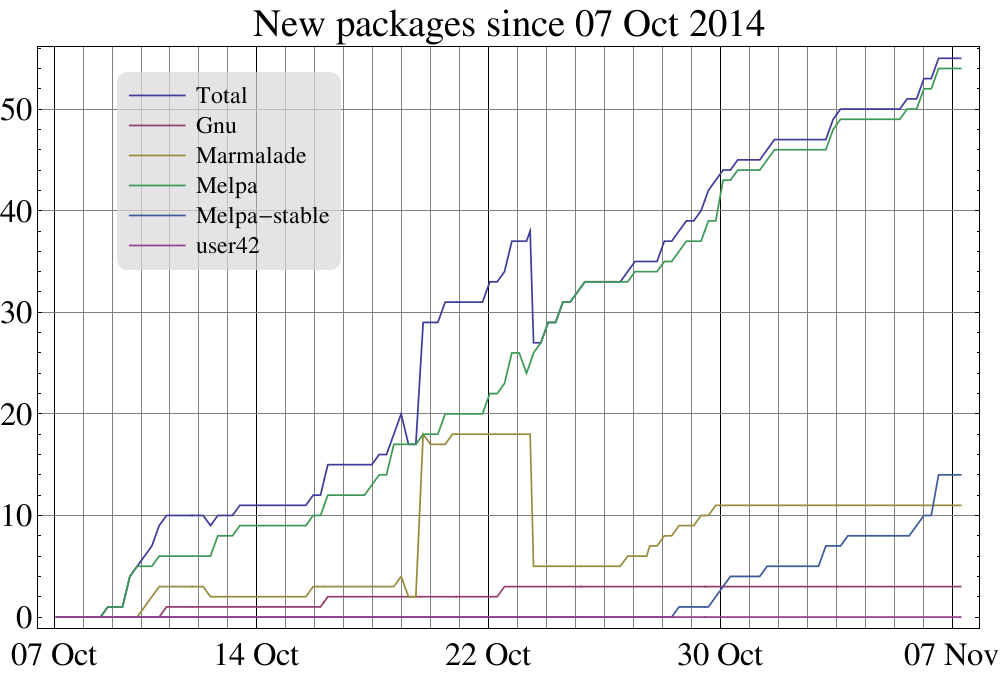 New packages since 07 Oct 2014
Total
Gnu
Marmalade
Melpa
Melpa-stable
user42
50
40
30
20
10
0
07 Oct 14 Oct 22 Oct 30 Oct 07 Nov